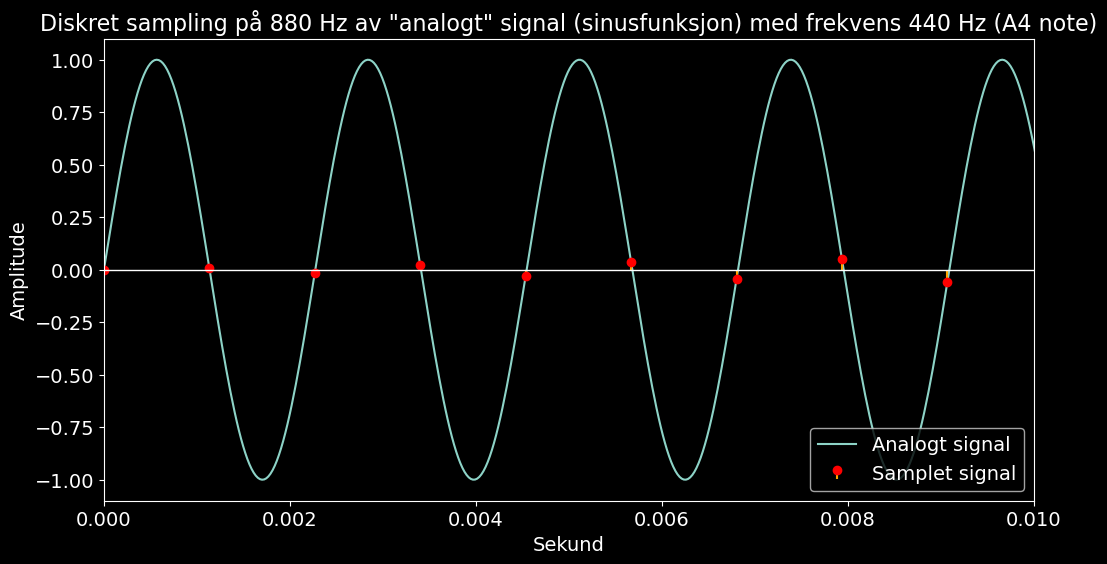 Diskret sampling på 880 Hz av "analogt" signal (sinusfunksjon) med frekvens 440 Hz (A4 note)
1.00
0.75
0.50
0.25
0.00
−0.25
−0.50
−0.75
−1.00
Amplitude
Analogt signal
Samplet signal
0.000 0.002 0.004 0.006 0.008 0.010
Sekund